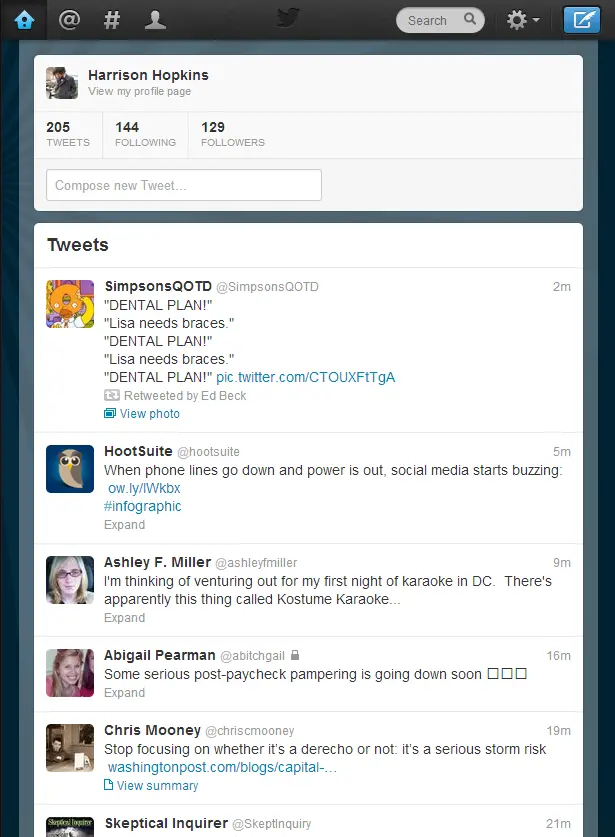 @ #
Search
Harrison Hopkins
View my profile page
205 144 129
TWEETS FOLLOWING FOLLOWERS
Compose new Tweet...
Tweets
SimpsonsQOTD @SimpsonsQOTD 2m
"DENTAL PLAN!"
"Lisa needs braces."
"DENTAL PLAN!"
"Lisa needs braces."
"DENTAL PLAN!" pic.twitter.com/CTOUXFtTgA
Retweeted by Ed Beck
View photo
HootSuite @hootsuite 5m
When phone lines go down and power is out, social media starts buzzing:
ow.ly/lWkbx
#infographic
Expand
Ashley F. Miller @ashleyfmiller 9m
I'm thinking of venturing out for my first night of karaoke in DC. There's
apparently this thing called Kostume Karaoke...
Expand
Abigail Pearman @abitchgail 16m
Some serious post-paycheck pampering is going down soon □□□
Expand
Chris Mooney @chriscmooney 19m
Stop focusing on whether it's a derecho or not: it's a serious storm risk
washingtonpost.com/blogs/capital-...
View summary
Skeptical Inquirer
Skeptical Inquirer @SkeptInquiry 21m